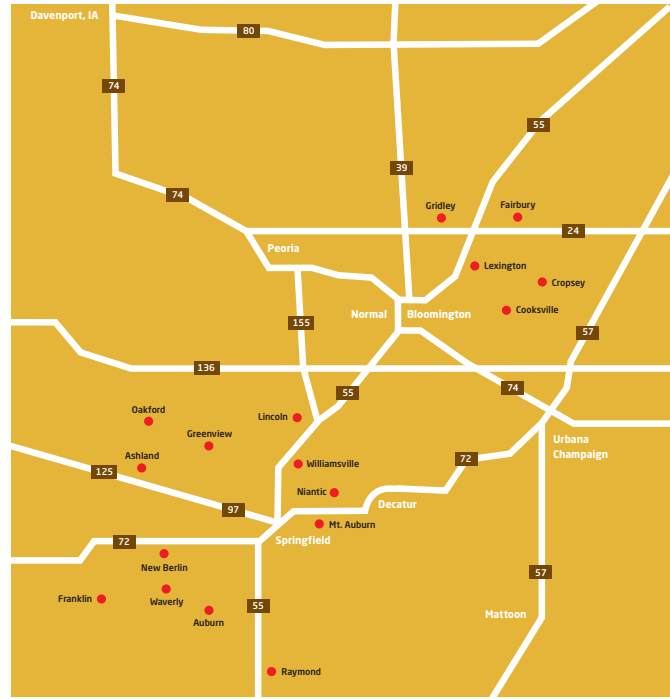 Davenport, IA
80
74
55
39
74
Gridley
Fairbury
24
Peoria
Lexington
Cropsey
Cooksville
Normal
Bloomington
155
57
136
74
55
Oakford
Lincoln
Greenview
Urbana
Champaign
Ashland
Williamsville
72
125
Niantic
Decatur
97
Mt. Auburn
Springfield
72
New Berlin
57
Franklin
Waverly
55
Auburn
Mattoon
Raymond